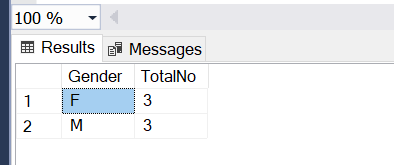 100 %
Results Messages
Gender TotalNo
1 F 3
2 M 3